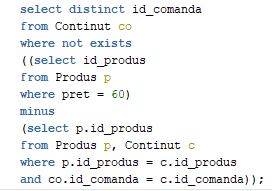 select distinct id_comanda
from Continut co
where not exists
((select id_produs
from Produs p
where pret = 60)
minus
(select p.id_produs
from Produs p, Continut c
where p.id_produs = c.id_produs
and co.id_comanda = c.id_comanda));